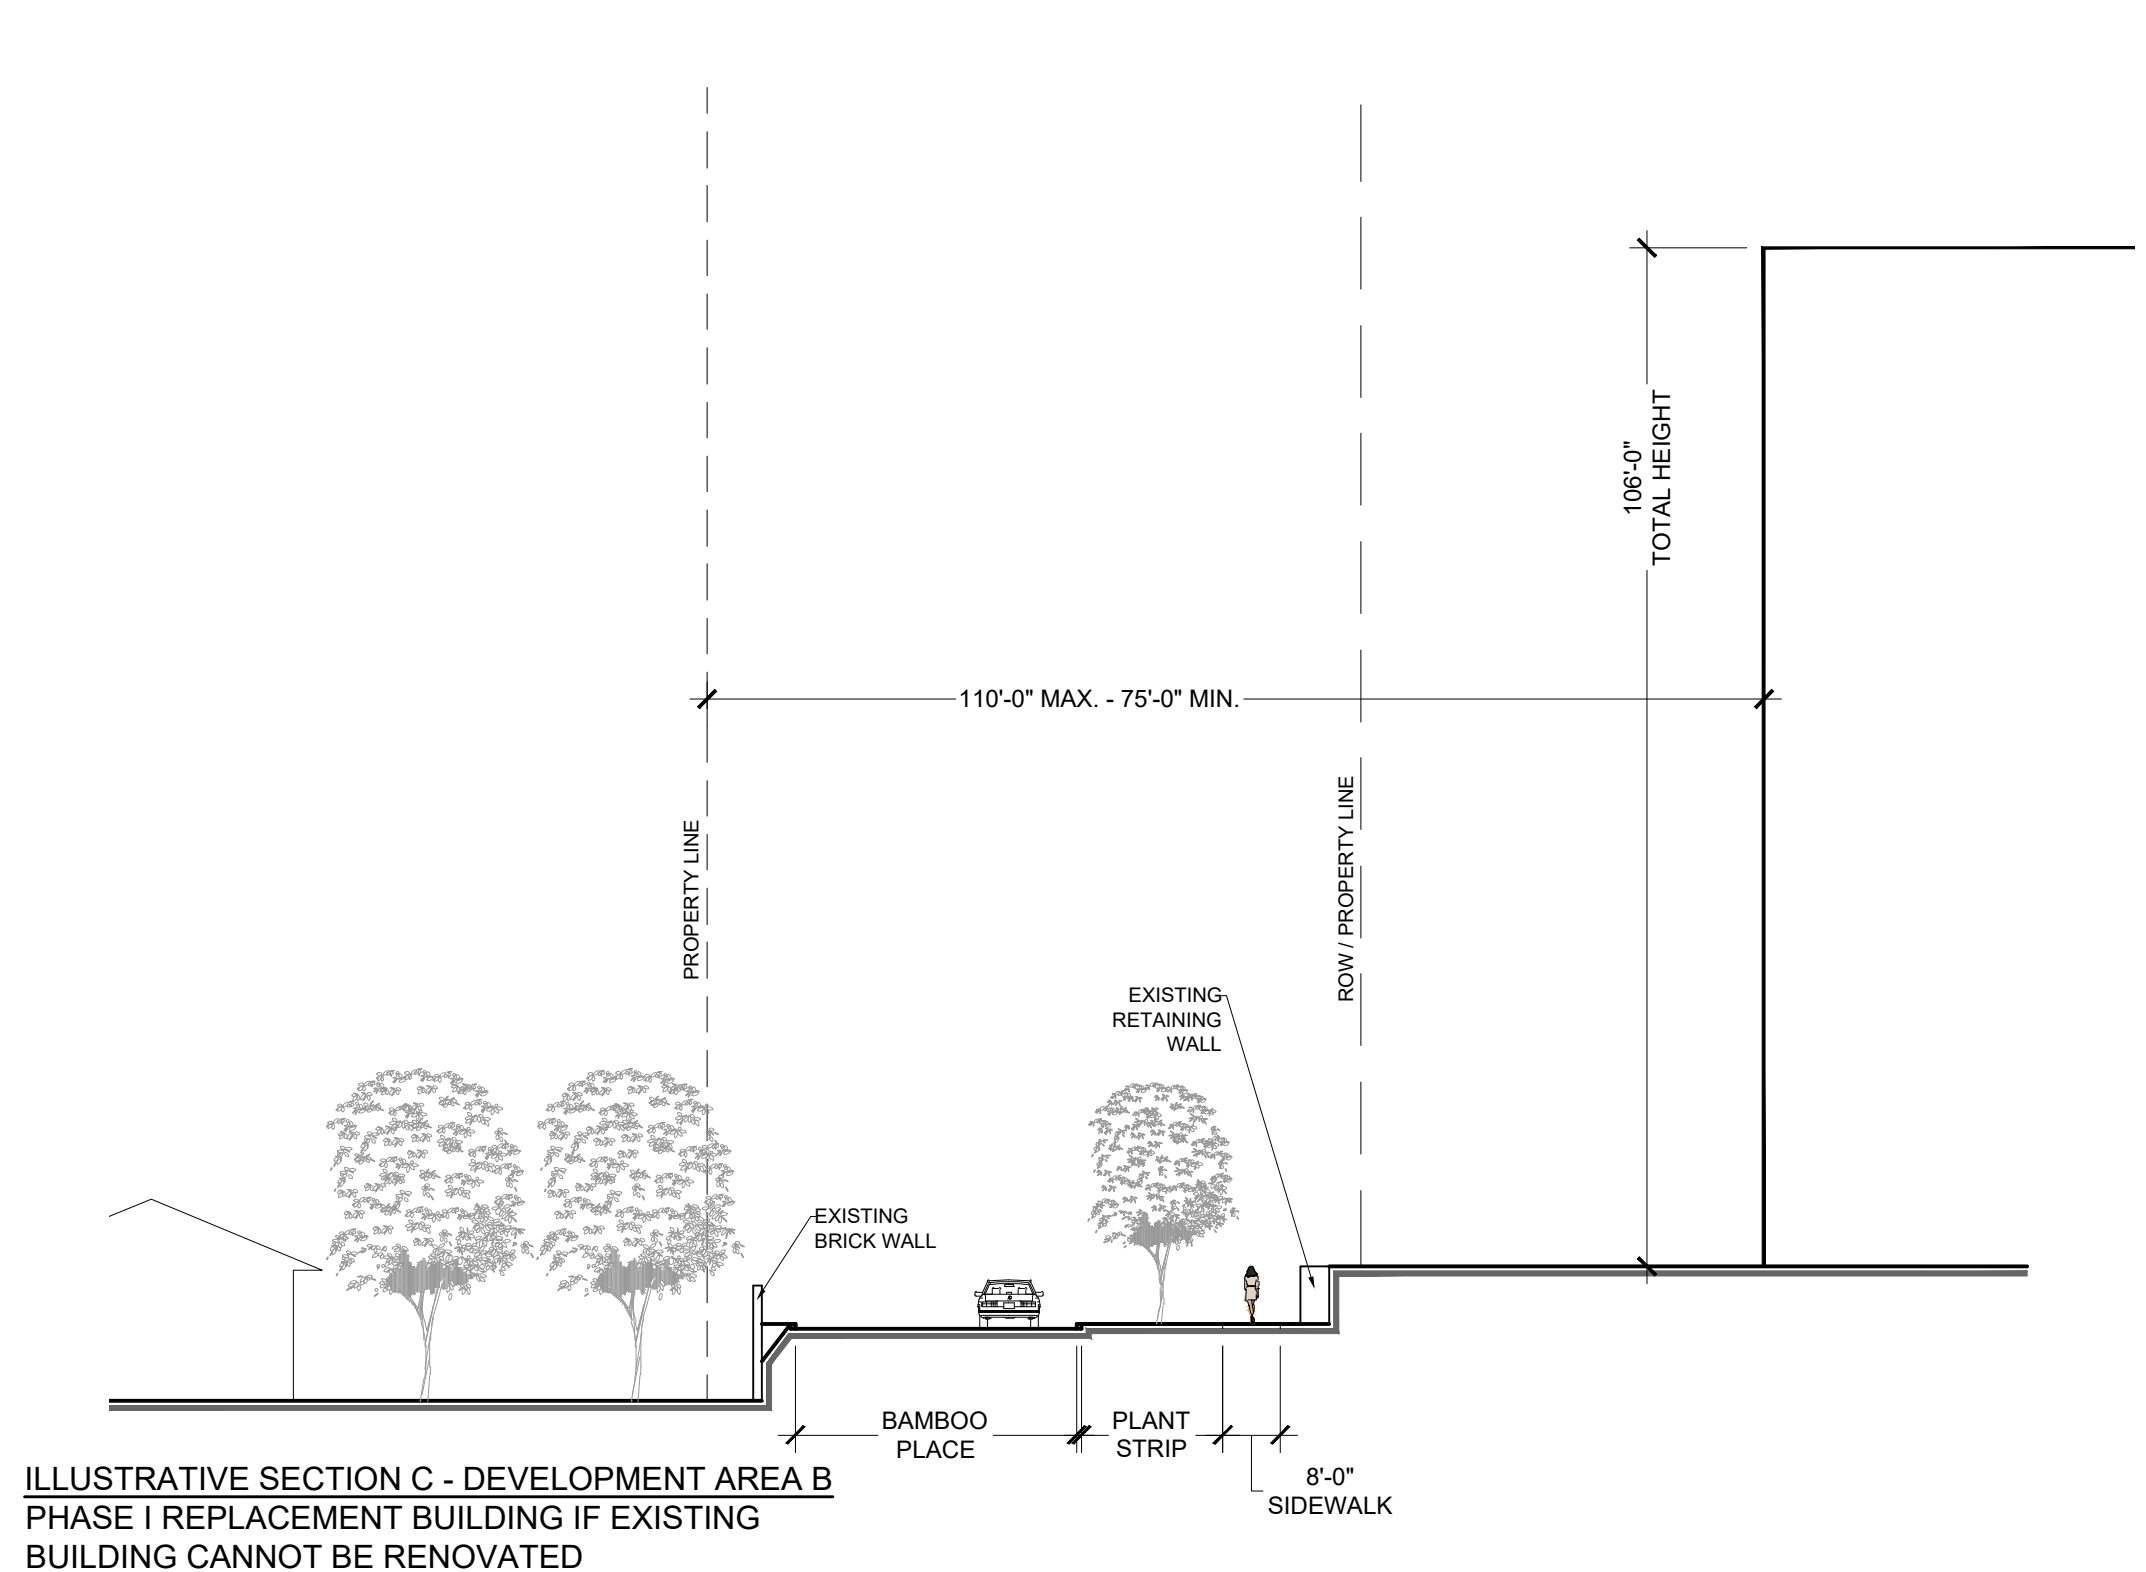 106'-0"
TOTAL HEIGHT
110'-0" MAX. - 75'-0" MIN.
PROPERTY LINE
ROW / PROPERTY LINE
EXISTING
RETAINING
WALL
EXISTING
BRICK WALL
BAMBOO
PLACE
PLANT
STRIP
8'-0"
SIDEWALK
ILLUSTRATIVE SECTION C - DEVELOPMENT AREA B
PHASE I REPLACEMENT BUILDING IF EXISTING
BUILDING CANNOT BE RENOVATED